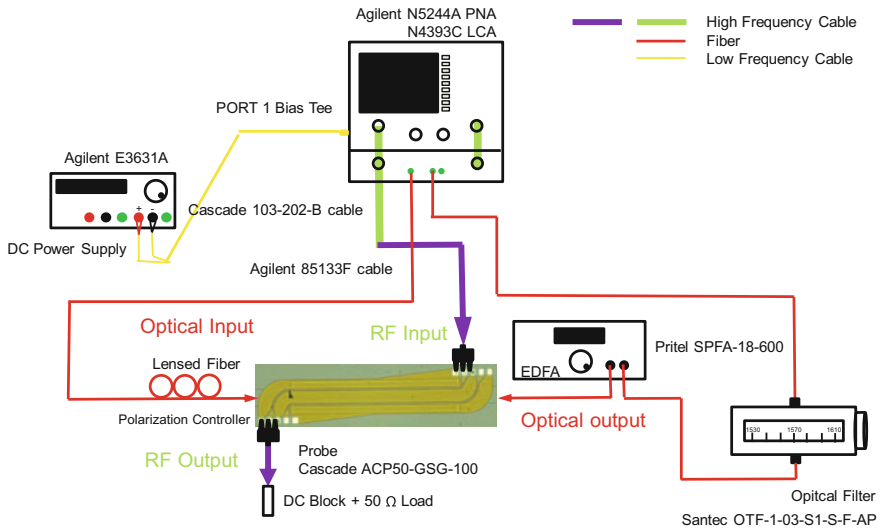 Agilent N5244A PNA
N4393C LCA
High Frequency Cable
Fiber
Low Frequency Cable
PORT 1 Bias Tee
Agilent E3631A
+ -
Cascade 103-202-B cable
DC Power Supply
Agilent 85133F cable
Optical Input
RF Input
Pritel SPFA-18-600
EDFA
Lensed Fiber
Polarization Controller
Optical output
1530 1570 1610
RF Output
Probe
Cascade ACP50-GSG-100
DC Block + 50 Ω Load
Opitcal Filter
Santec OTF-1-03-S1-S-F-AP